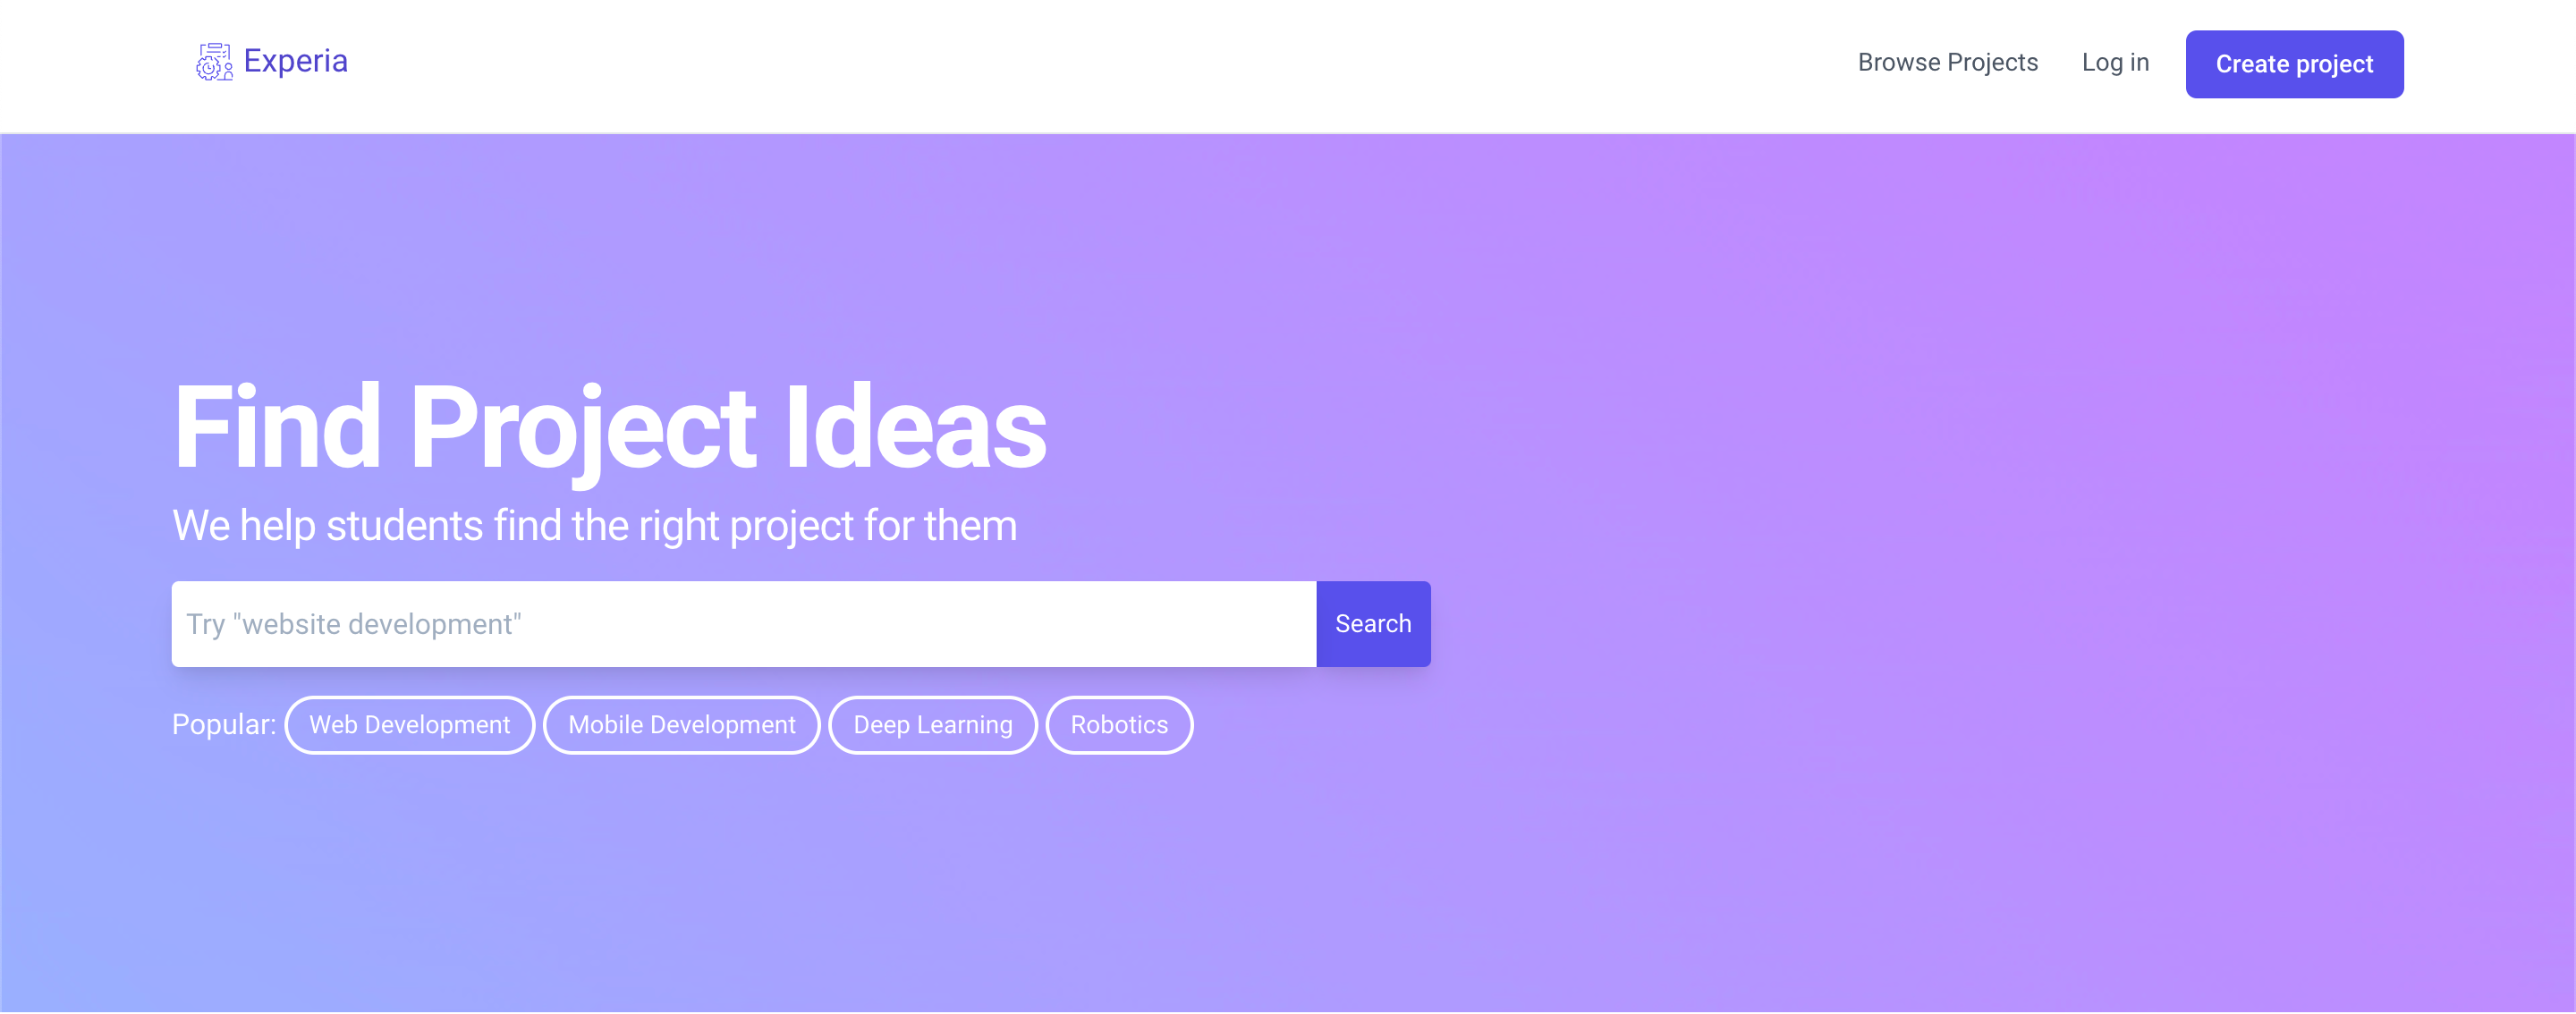 Experia
Browse Projects
Log in
Create project
Find Project Ideas
We help students find the right project for them
Try "website development"
Search
Popular: Web Development Mobile Development Deep Learning Robotics